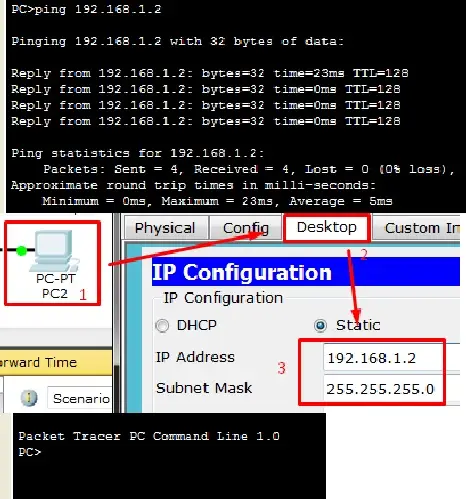 PC>ping 192.168.1.2
Pinging 192.168.1.2 with 32 bytes of data:
Reply from 192.168.1.2: bytes=32 time=23ms TTL=128
Reply from 192.168.1.2: bytes=32 time=0ms TTL=128
Reply from 192.168.1.2: bytes=32 time=0ms TTL=128
Reply from 192.168.1.2: bytes=32 time=0ms TTL=128
Ping statistics for 192.168.1.2:
Packets: Sent = 4, Received = 4, Lost = 0 (0% loss),
Approximate round trip times in milli-seconds:
Minimum = 0ms, Maximum = 23ms, Average = 5ms
Physical Config Desktop Custom In
2
PC-PT
PC2 1
IP Configuration
IP Configuration
DHCP Static
IP Address 192.168.1.2
3
Subnet Mask 255.255.255.0
orward Time
Scenario
Packet Tracer PC Command Line 1.0
PC>